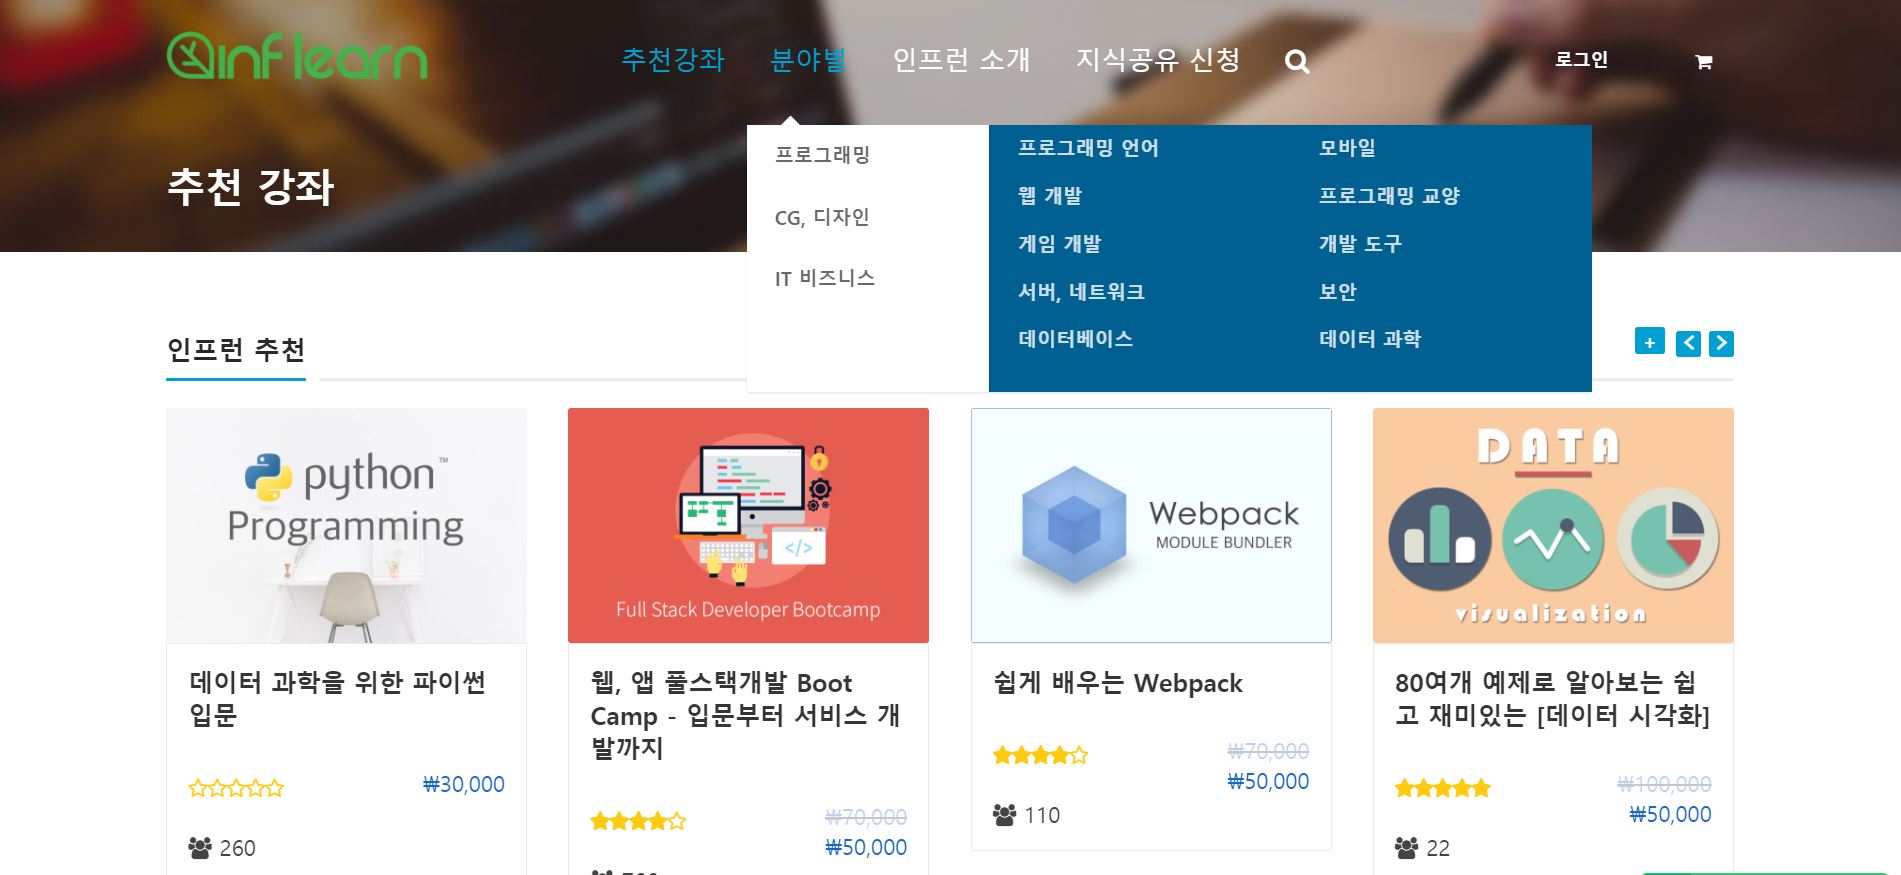 inflearn
추천강좌
분야별
인프런 소개
지식공유 신청
로그인
추천 강좌
프로그래밍
CG, 디자인
IT 비즈니스
프로그래밍 언어
모바일
웹 개발
프로그래밍 교양
게임 개발
개발 도구
서버, 네트워크
보안
데이터베이스
데이터 과학
인프런 추천
+
python™
Programming
Full Stack Developer Bootcamp
Webpack
MODULE BUNDLER
DATA
visualization
데이터 과학을 위한 파이썬
입문
₩30,000
260
웹, 앱 풀스택개발 Boot
Camp - 입문부터 서비스 개
발까지
₩70,000
₩50,000
쉽게 배우는 Webpack
₩70,000
₩50,000
110
80여개 예제로 알아보는 쉽
고 재미있는 [데이터 시각화]
₩100,000
₩50,000
22